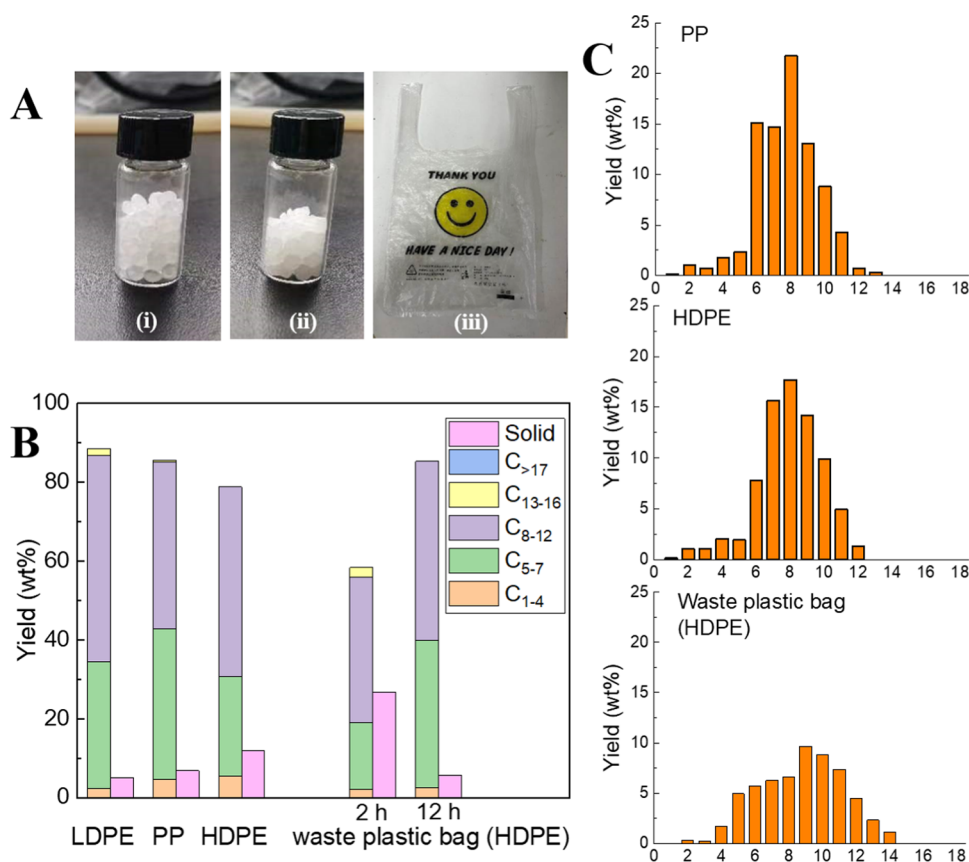 A
(i)
(ii)
(iii)
THANK YOU
HAVE A NICE DAY!
B
Yield (wt%)
100
80
60
40
20
0
Solid
C>17
C13-16
C8-12
C5-7
C1-4
2 h
12 h
LDPE
PP
HDPE
waste plastic bag (HDPE)
C
PP
Yield (wt%)
25
20
15
10
5
0
0 2 4 6 8 10 12 14 16 18
HDPE
Yield (wt%)
25
20
15
10
5
0
0 2 4 6 8 10 12 14 16 18
Waste plastic bag
(HDPE)
Yield (wt%)
25
20
15
10
5
0
0 2 4 6 8 10 12 14 16 18